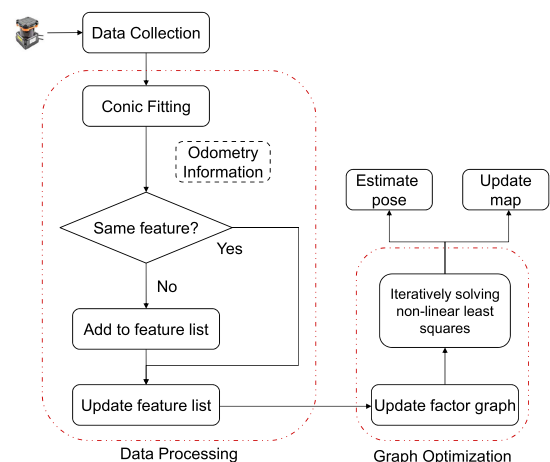 Data Collection
Conic Fitting
Odometry
Information
Same feature?
Yes
No
Add to feature list
Update feature list
Data Processing
Estimate
pose
Update
map
Iteratively solving
non-linear least
squares
Update factor graph
Graph Optimization